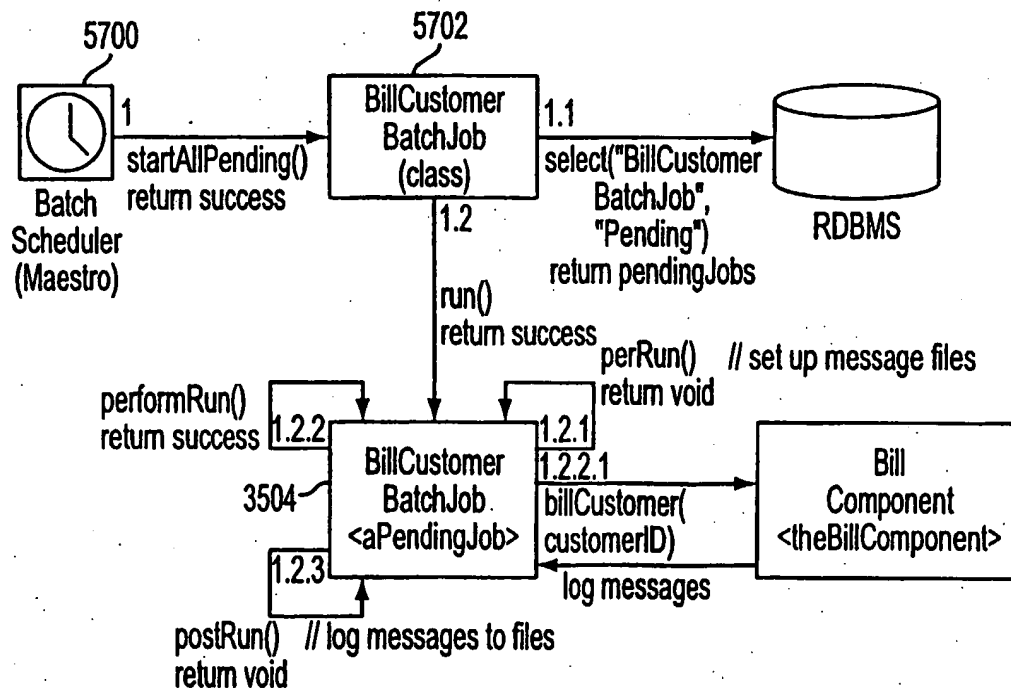 5700
5702
1
startAllPending()
return success
Batch
Scheduler
(Maestro)
BillCustomer
BatchJob
(class)
1.1
select("BillCustomer
BatchJob",
"Pending")
return pendingJobs
RDBMS
1.2
run()
return success
perRun() // set up message files
return void
performRun()
return success
1.2.2
1.2.1
3504
BillCustomer
BatchJob
<aPendingJob>
1.2.2.1
billCustomer(
customerID)
log messages
Bill
Component
<theBillComponent>
1.2.3
postRun() // log messages to files
return void